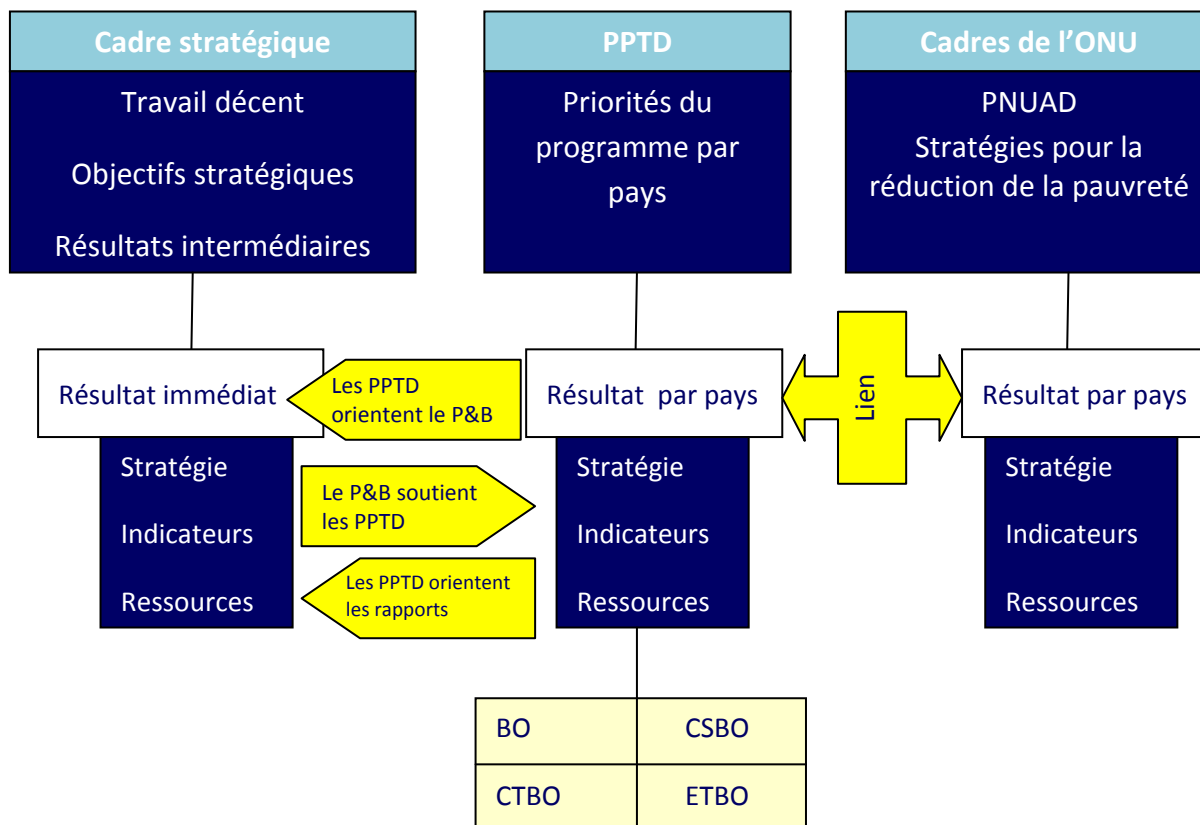 Cadre stratégique
Travail décent
Objectifs stratégiques
Résultats intermédiaires
PPTD
Priorités du
programme par
pays
Cadres de l’ONU
PNUAD
Stratégies pour la
réduction de la pauvreté
Résultat immédiat
Les PPTD
orientent le P&B
Résultat par pays
Lien
Résultat par pays
Stratégie
Indicateurs
Ressources
Le P&B soutient
les PPTD
Les PPTD orientent
les rapports
Stratégie
Indicateurs
Ressources
Stratégie
Indicateurs
Ressources
BO
CSBO
CTBO
ETBO